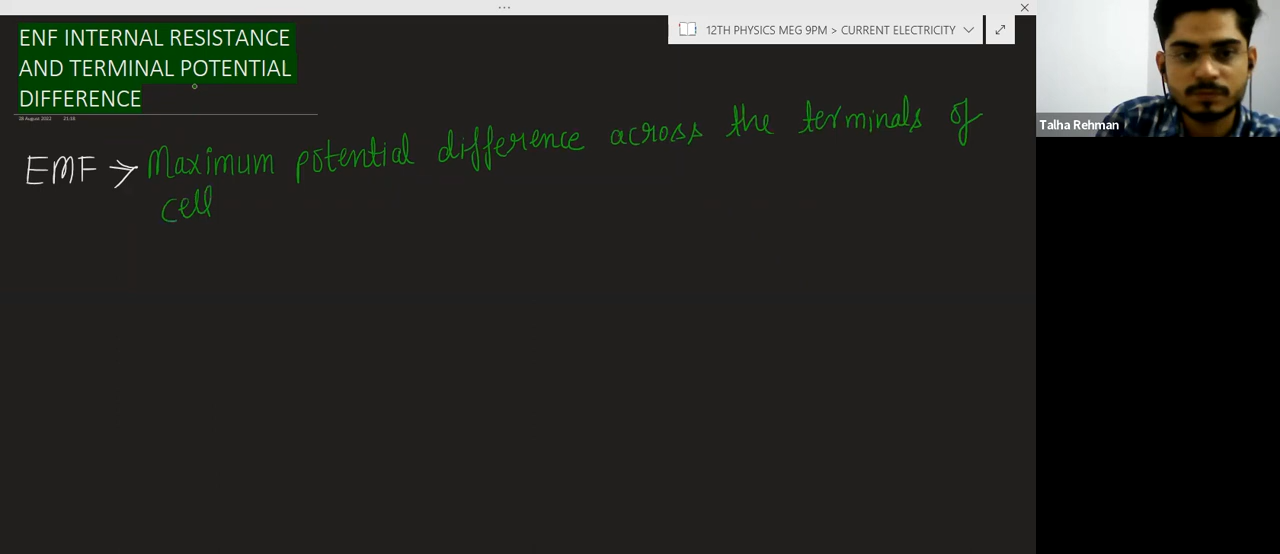 ENF INTERNAL RESISTANCE
AND TERMINAL POTENTIAL
DIFFERENCE
12TH PHYSICS MEG 9PM > CURRENT ELECTRICITY
Talha Rehman
EMF → Maximum potential difference across the terminals of
cell